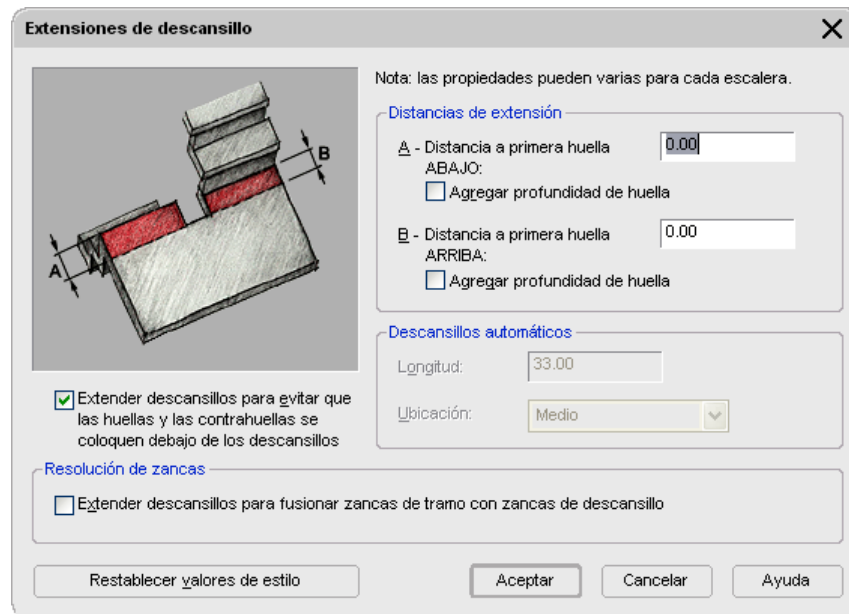 Extensiones de descansillo
Nota: las propiedades pueden varias para cada escalera.
Distancias de extensión
A - Distancia a primera huella
ABAJO:
0.00
Agregar profundidad de huella
B - Distancia a primera huella
ARRIBA:
0.00
Agregar profundidad de huella
B
A
Descansillos automáticos
Longitud:
33.00
Ubicación:
Medio
Extender descansillos para evitar que
las huellas y las contrahuellas se
coloquen debajo de los descansillos
Resolución de zancas
Extender descansillos para fusionar zancas de tramo con zancas de descansillo
Restablecer valores de estilo
Aceptar
Cancelar
Ayuda